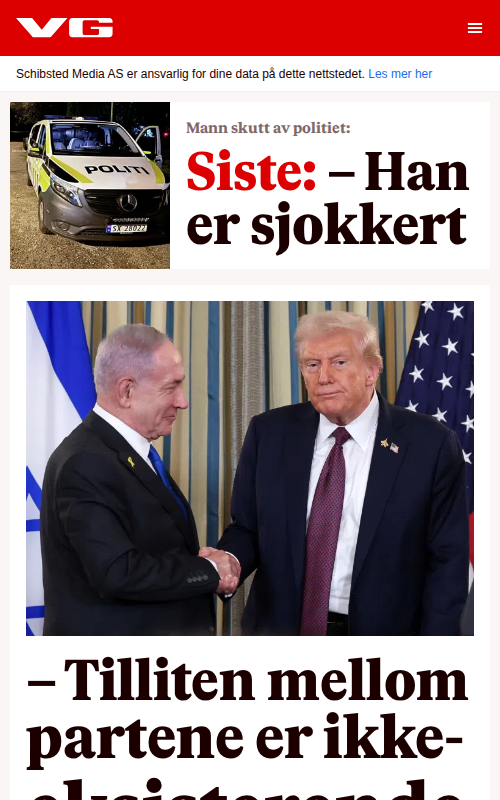 VG
Schibsted Media AS er ansvarlig for dine data på dette nettstedet. Les mer her
Mann skutt av politiet:
Siste: – Han
er sjokkert
POLITI
SX 28022
– Tilliten mellom
partene er ikke-
eksisterende